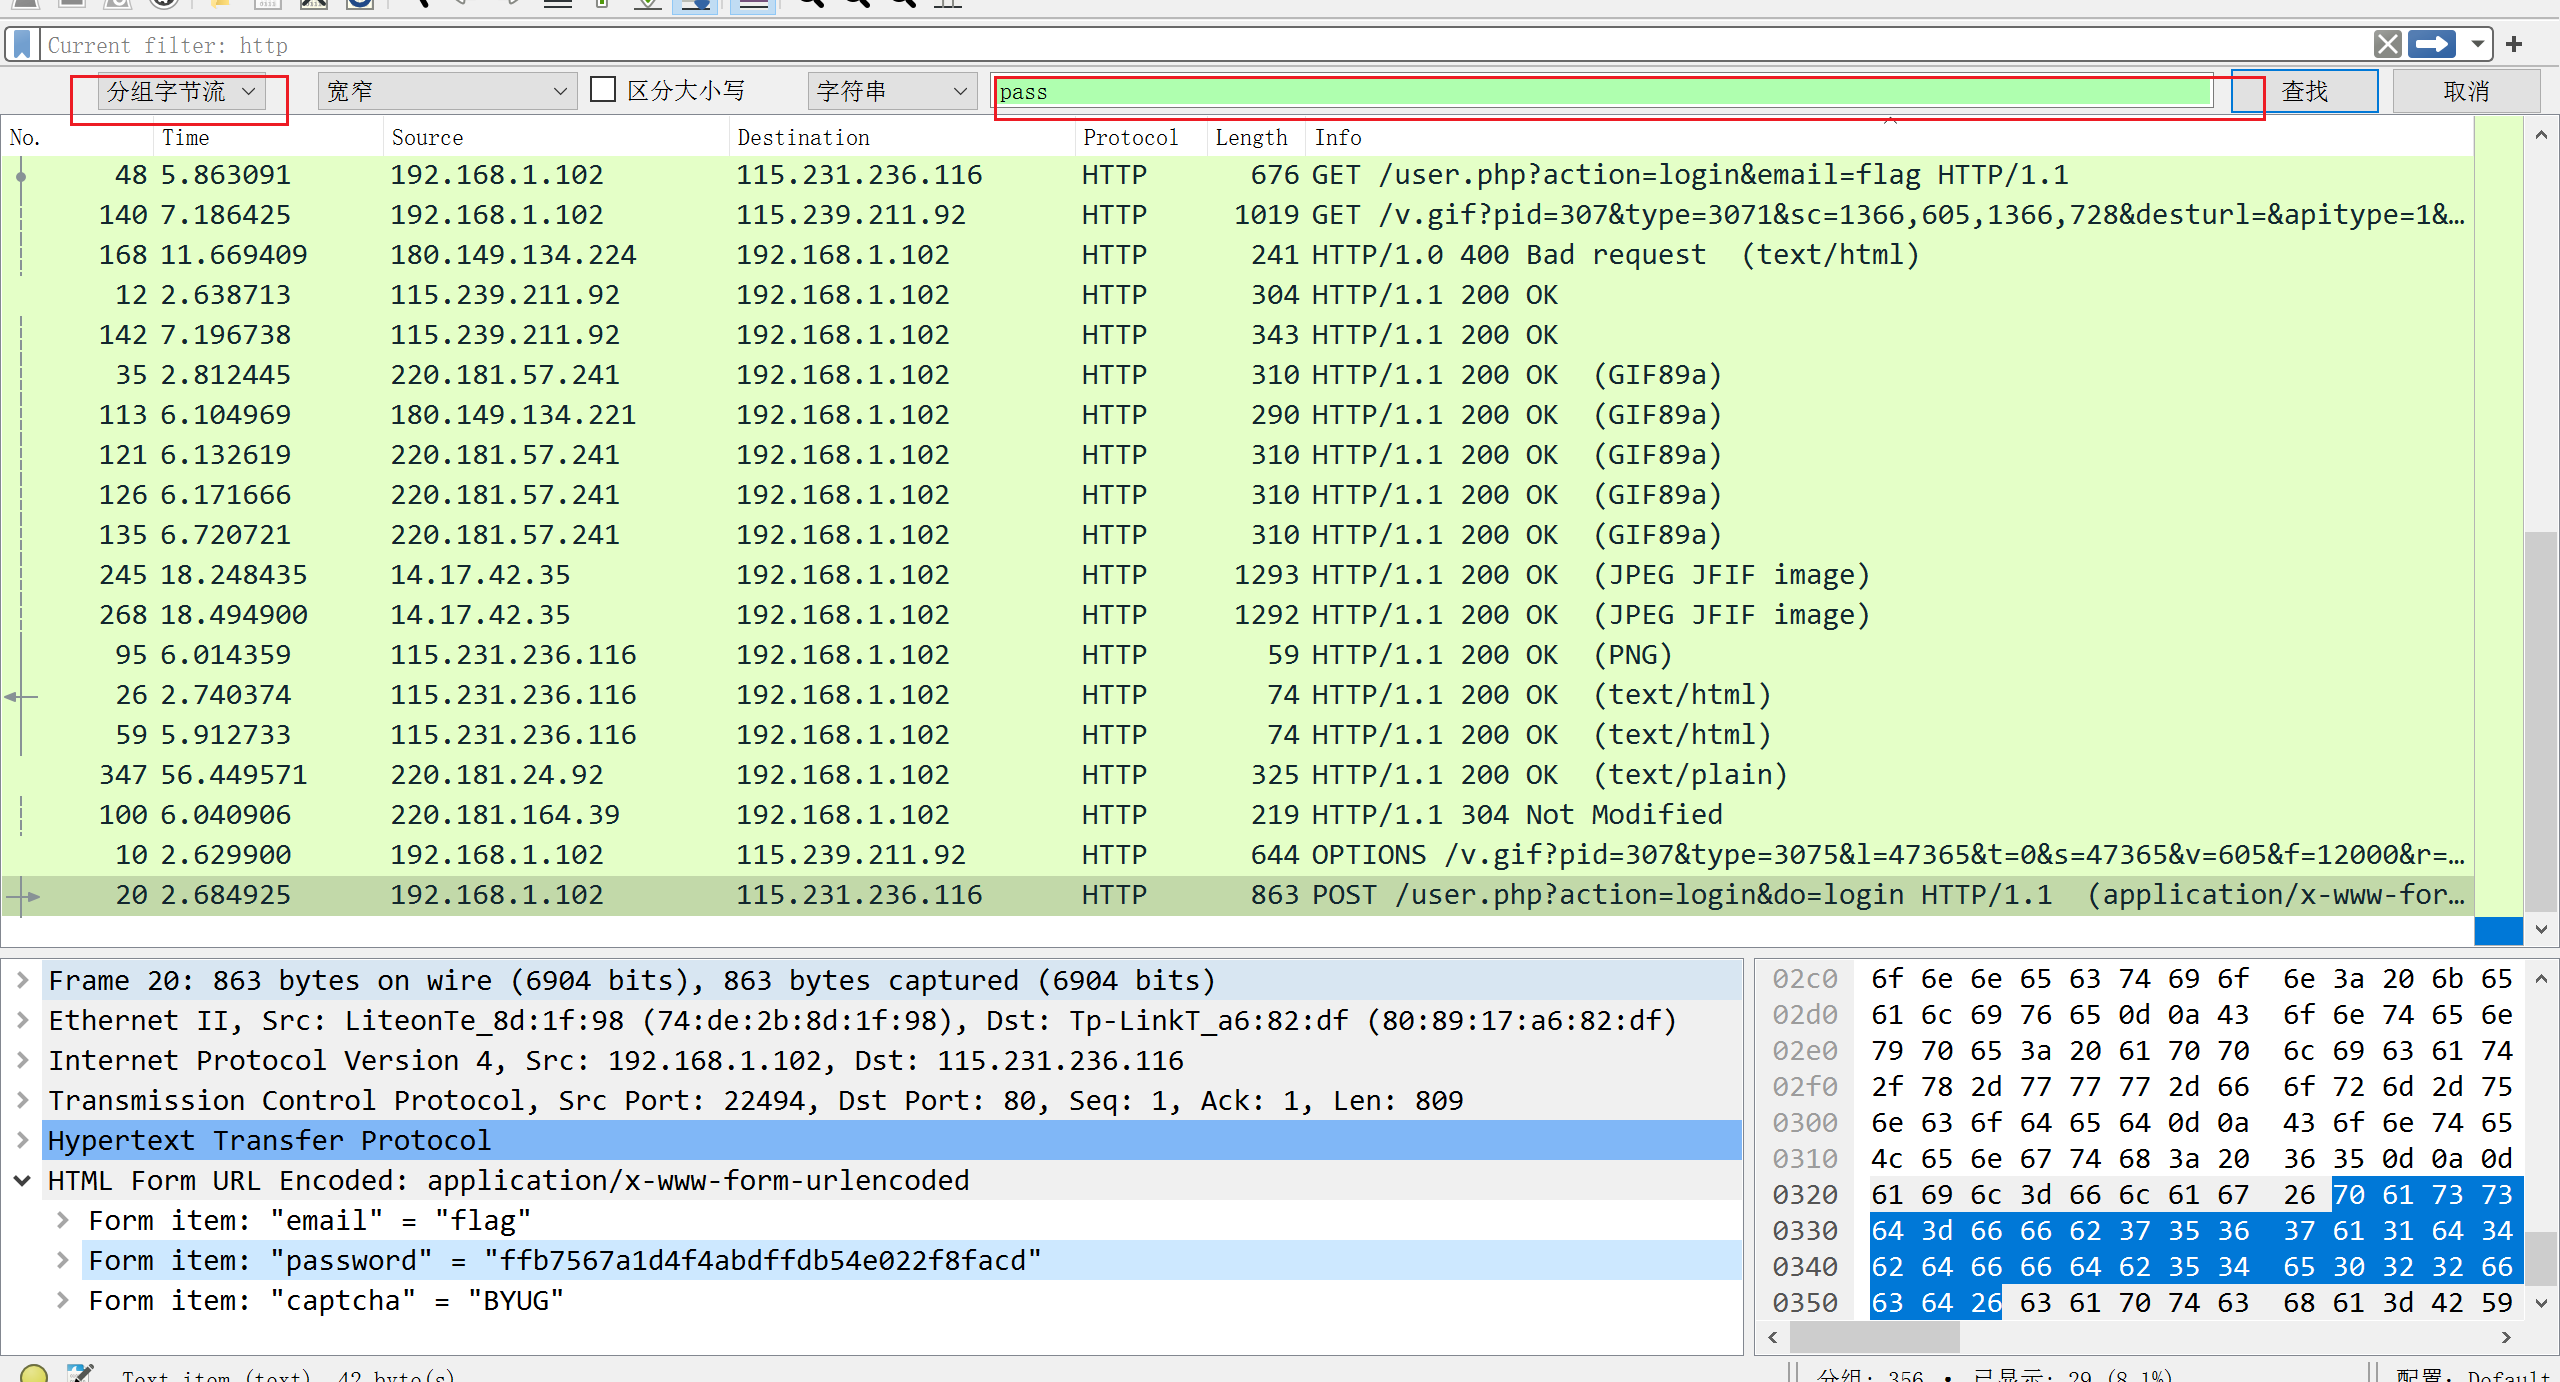 Current filter: http
分组字节流 宽窄 区分大小写 字符串 pass 查找 取消
No. Time Source Destination Protocol Length Info
48 5.863091 192.168.1.102 115.231.236.116 HTTP 676 GET /user.php?action=login&email=flag HTTP/1.1
140 7.186425 192.168.1.102 115.239.211.92 HTTP 1019 GET /v.gif?pid=307&type=3071&sc=1366,605,1366,728&desturl=&apitype=1&…
168 11.669409 180.149.134.224 192.168.1.102 HTTP 241 HTTP/1.0 400 Bad request (text/html)
12 2.638713 115.239.211.92 192.168.1.102 HTTP 304 HTTP/1.1 200 OK
142 7.196738 115.239.211.92 192.168.1.102 HTTP 343 HTTP/1.1 200 OK
35 2.812445 220.181.57.241 192.168.1.102 HTTP 310 HTTP/1.1 200 OK (GIF89a)
113 6.104969 180.149.134.221 192.168.1.102 HTTP 290 HTTP/1.1 200 OK (GIF89a)
121 6.132619 220.181.57.241 192.168.1.102 HTTP 310 HTTP/1.1 200 OK (GIF89a)
126 6.171666 220.181.57.241 192.168.1.102 HTTP 310 HTTP/1.1 200 OK (GIF89a)
135 6.720721 220.181.57.241 192.168.1.102 HTTP 310 HTTP/1.1 200 OK (GIF89a)
245 18.248435 14.17.42.35 192.168.1.102 HTTP 1293 HTTP/1.1 200 OK (JPEG JFIF image)
268 18.494900 14.17.42.35 192.168.1.102 HTTP 1292 HTTP/1.1 200 OK (JPEG JFIF image)
95 6.014359 115.231.236.116 192.168.1.102 HTTP 59 HTTP/1.1 200 OK (PNG)
26 2.740374 115.231.236.116 192.168.1.102 HTTP 74 HTTP/1.1 200 OK (text/html)
59 5.912733 115.231.236.116 192.168.1.102 HTTP 74 HTTP/1.1 200 OK (text/html)
347 56.449571 220.181.24.92 192.168.1.102 HTTP 325 HTTP/1.1 200 OK (text/plain)
100 6.040906 220.181.164.39 192.168.1.102 HTTP 219 HTTP/1.1 304 Not Modified
10 2.629900 192.168.1.102 115.239.211.92 HTTP 644 OPTIONS /v.gif?pid=307&type=3075&l=47365&t=0&s=47365&v=605&f=12000&r=…
20 2.684925 192.168.1.102 115.231.236.116 HTTP 863 POST /user.php?action=login&do=login HTTP/1.1 (application/x-www-for…
Frame 20: 863 bytes on wire (6904 bits), 863 bytes captured (6904 bits)
Ethernet II, Src: LiteonTe_8d:1f:98 (74:de:2b:8d:1f:98), Dst: Tp-LinkT_a6:82:df (80:89:17:a6:82:df)
Internet Protocol Version 4, Src: 192.168.1.102, Dst: 115.231.236.116
Transmission Control Protocol, Src Port: 22494, Dst Port: 80, Seq: 1, Ack: 1, Len: 809
Hypertext Transfer Protocol
HTML Form URL Encoded: application/x-www-form-urlencoded
Form item: "email" = "flag"
Form item: "password" = "ffb7567a1d4f4abdffdb54e022f8facd"
Form item: "captcha" = "BYUG"
02c0 6f 6e 6e 65 63 74 69 6f 6e 3a 20 6b 65
02d0 61 6c 69 76 65 0d 0a 43 6f 6e 74 65 6e
02e0 79 70 65 3a 20 61 70 70 6c 69 63 61 74
02f0 2f 78 2d 77 77 77 2d 66 6f 72 6d 2d 75
0300 6e 63 6f 64 65 64 0d 0a 43 6f 6e 74 65
0310 4c 65 6e 67 74 68 3a 20 36 35 0d 0a 0d
0320 61 69 6c 3d 66 6c 61 67 26 70 61 73 73
0330 64 3d 66 66 62 37 35 36 37 61 31 64 34
0340 62 64 66 66 64 62 35 34 65 30 32 32 66
0350 63 64 26 63 61 70 74 63 68 61 3d 42 59
Text item (text), 42 byte(s)
分组: 356 · 已显示: 29 (8.1%)
配置: Default